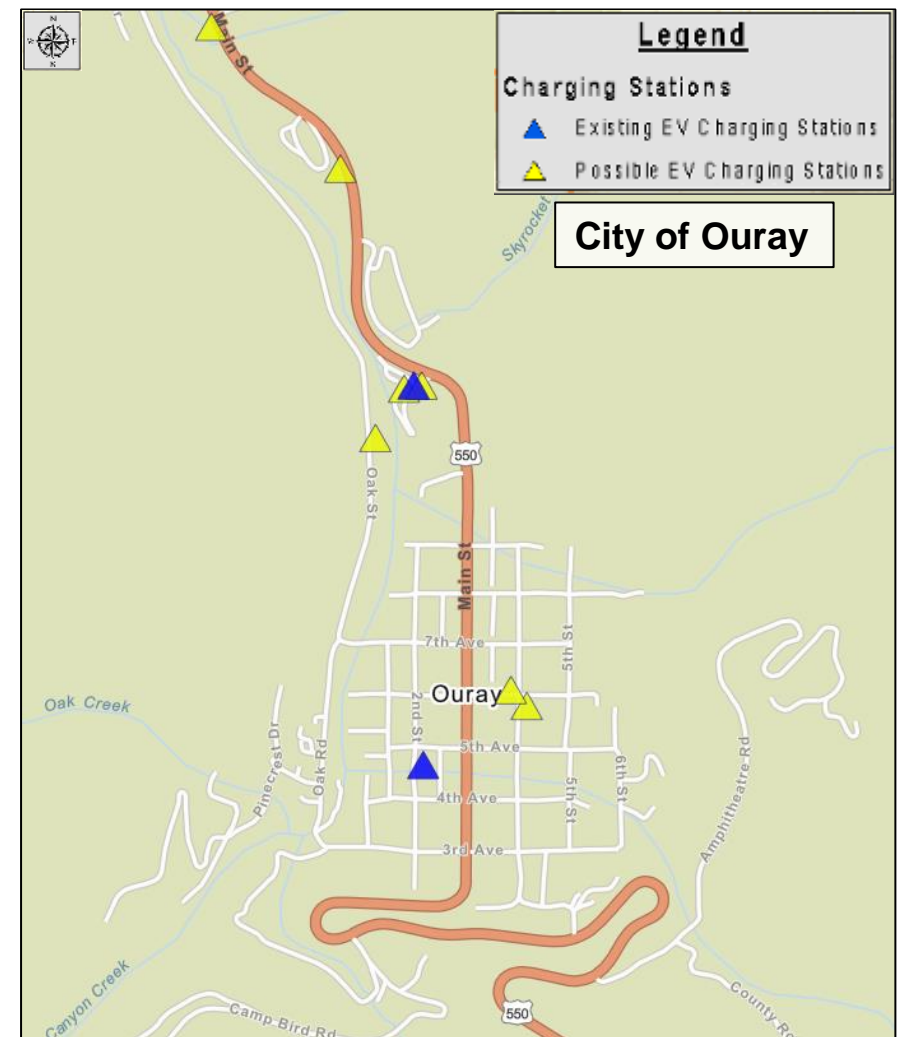 N
W
S
Main St
Legend
Charging Stations
Existing EV Charging Stations
Possible EV Charging Stations
Skyrocket
City of Ouray
550
Oak St
Main St
7th Ave
5th St
Ouray
Oak Creek
2nd St
Pinecrest Dr
Oak Rd
5th Ave
6th St
5th St
4th Ave
Amphitheatre Rd
3rd Ave
Canyon Creek
Camp Bird Rd
550
County Ro